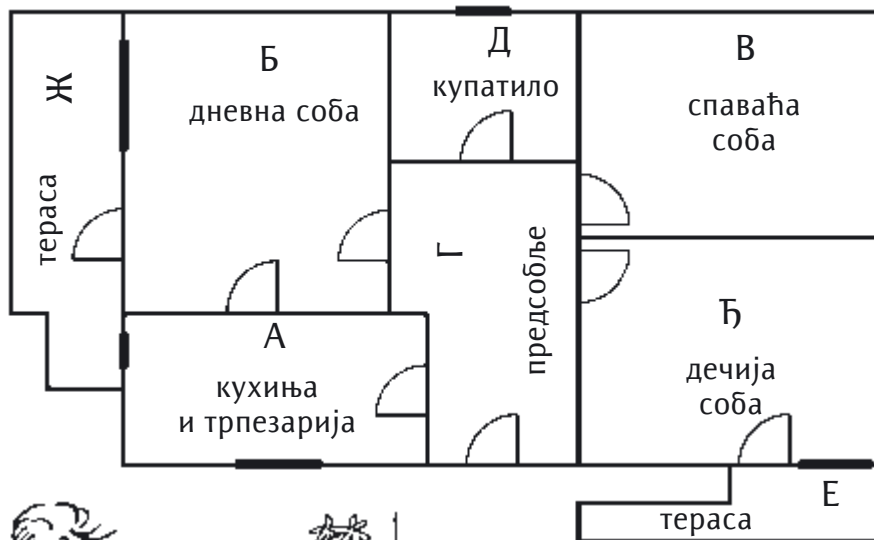 Ж
тераса
Б
дневна соба
Д
купатило
В
спаваћа
соба
Г
предсобље
А
кухиња
и трпезарија
Ђ
дечија
соба
Е
тераса